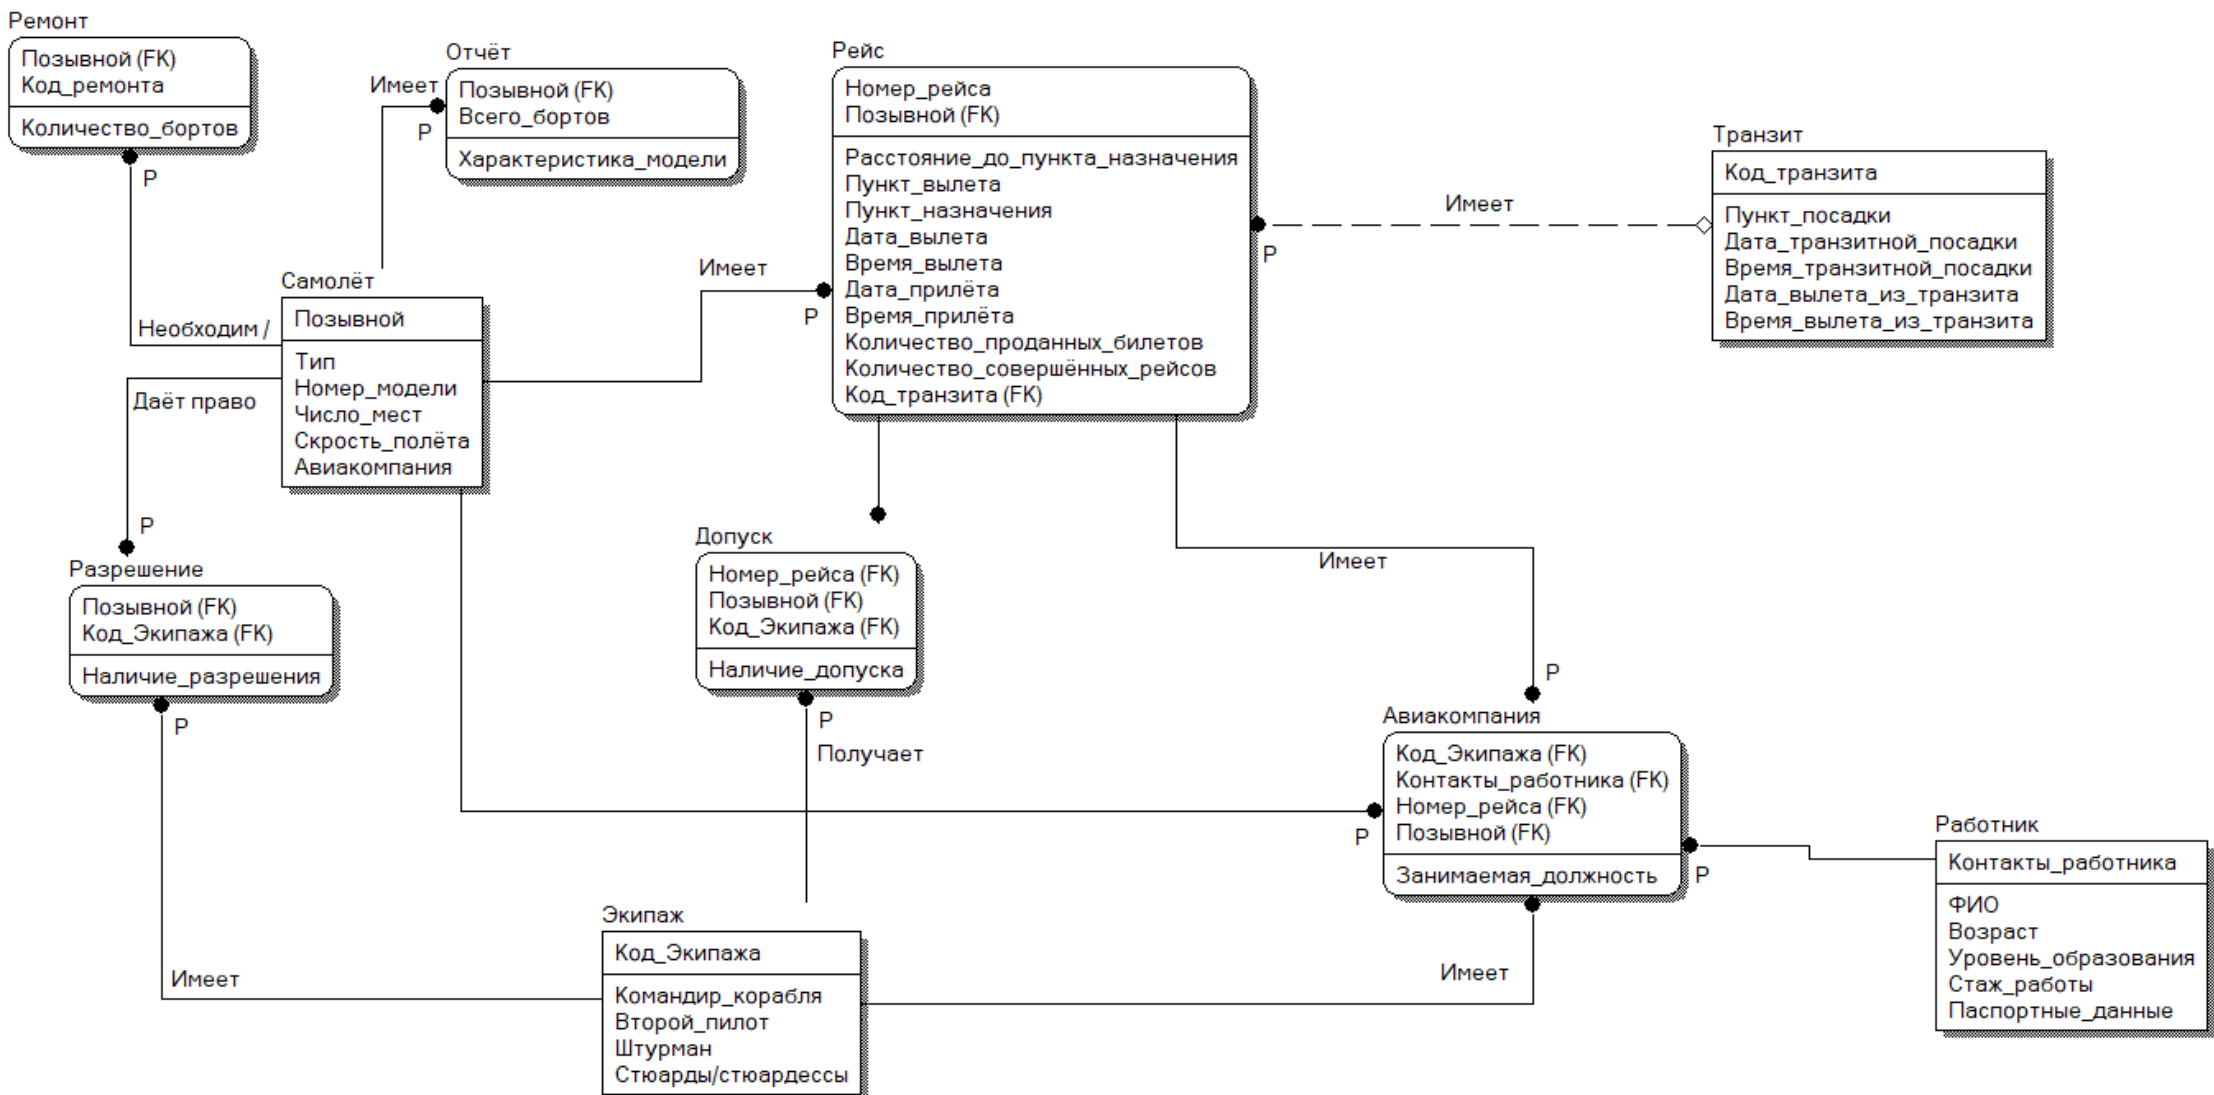 Ремонт
Позывной (FK)
Код_ремонта
Количество_бортов
P
Необходим /
Имеет
P
Отчёт
Позывной (FK)
Всего_бортов
Характеристика_модели
Рейс
Номер_рейса
Позывной (FK)
Расстояние_до_пункта_назначения
Пункт_вылета
Пункт_назначения
Дата_вылета
Время_вылета
Дата_прилёта
Время_прилёта
Количество_проданных_билетов
Количество_совершённых_рейсов
Код_транзита (FK)
P
Имеет
Транзит
Код_транзита
Пункт_посадки
Дата_транзитной_посадки
Время_транзитной_посадки
Дата_вылета_из_транзита
Время_вылета_из_транзита
Самолёт
Позывной
Тип
Номер_модели
Число_мест
Скрость_полёта
Авиакомпания
Имеет
P
Даёт право
P
Разрешение
Позывной (FK)
Код_Экипажа (FK)
Наличие_разрешения
P
Имеет
Допуск
Номер_рейса (FK)
Позывной (FK)
Код_Экипажа (FK)
Наличие_допуска
P
Получает
Имеет
P
Авиакомпания
Код_Экипажа (FK)
Контакты_работника (FK)
Номер_рейса (FK)
Позывной (FK)
Занимаемая_должность
P
P
Имеет
Работник
Контакты_работника
ФИО
Возраст
Уровень_образования
Стаж_работы
Паспортные_данные
Экипаж
Код_Экипажа
Командир_корабля
Второй_пилот
Штурман
Стюарды/стюардессы